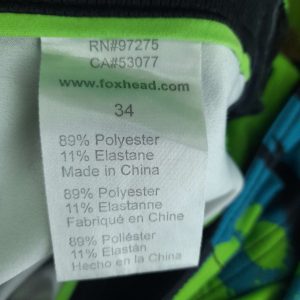 RN#97275
CA#53077
www.foxhead.com
34
89% Polyester
11% Elastane
Made in China
89% Polyester
11% Elastanne
Fabriqué en Chine
89% Poliéster
11% Elastán
Hecho en la China